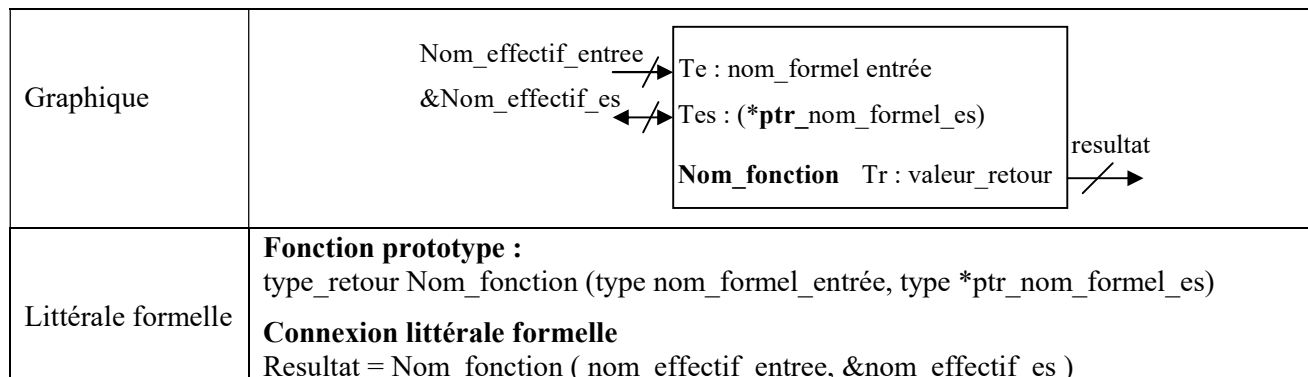 Graphique
Nom_effectif_entree
&Nom_effectif_es
Te : nom_formel entrée
Tes : (*ptr_nom_formel_es)
Nom_fonction Tr : valeur_retour
resultat
Littérale formelle
Fonction prototype :
type_retour Nom_fonction (type nom_formel_entrée, type *ptr_nom_formel_es)
Connexion littérale formelle
Resultat = Nom_fonction ( nom_effectif_entree, &nom_effectif_es )